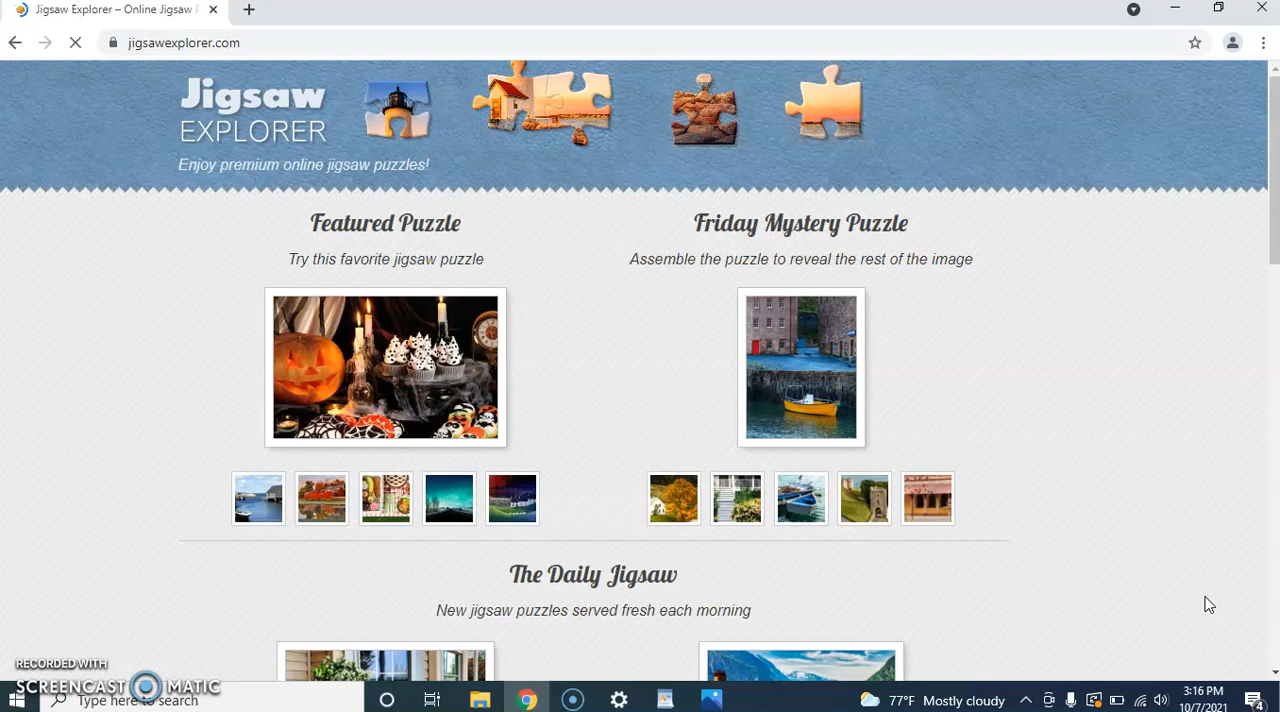 Jigsaw Explorer – Online Jigsaw P
jigsawexplorer.com
Jigsaw
EXPLORER
Enjoy premium online jigsaw puzzles!
Featured Puzzle
Friday Mystery Puzzle
Try this favorite jigsaw puzzle
Assemble the puzzle to reveal the rest of the image
The Daily Jigsaw
New jigsaw puzzles served fresh each morning
RECORDED WITH
SCREENCAST MATIC
Type here to search
77°F Mostly cloudy
3:16 PM
10/7/2021
4